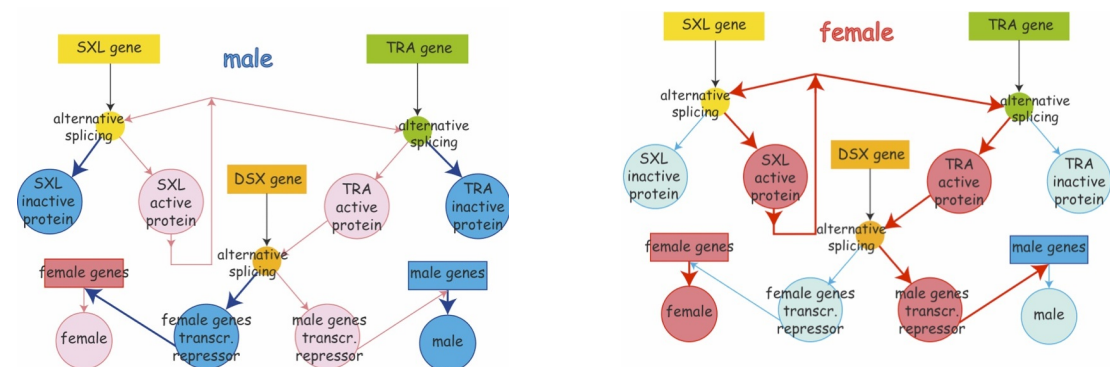 SXL gene
male
TRA gene
alternative
splicing
alternative
splicing
SXL
inactive
protein
SXL
active
protein
DSX gene
TRA
active
protein
TRA
inactive
protein
alternative
splicing
female genes
male genes
female
female genes
transcr.
repressor
male genes
transcr.
repressor
male
SXL gene
female
TRA gene
alternative
splicing
alternative
splicing
SXL
inactive
protein
SXL
active
protein
DSX gene
TRA
active
protein
TRA
inactive
protein
alternative
splicing
female genes
male genes
female
female genes
transcr.
repressor
male genes
transcr.
repressor
male